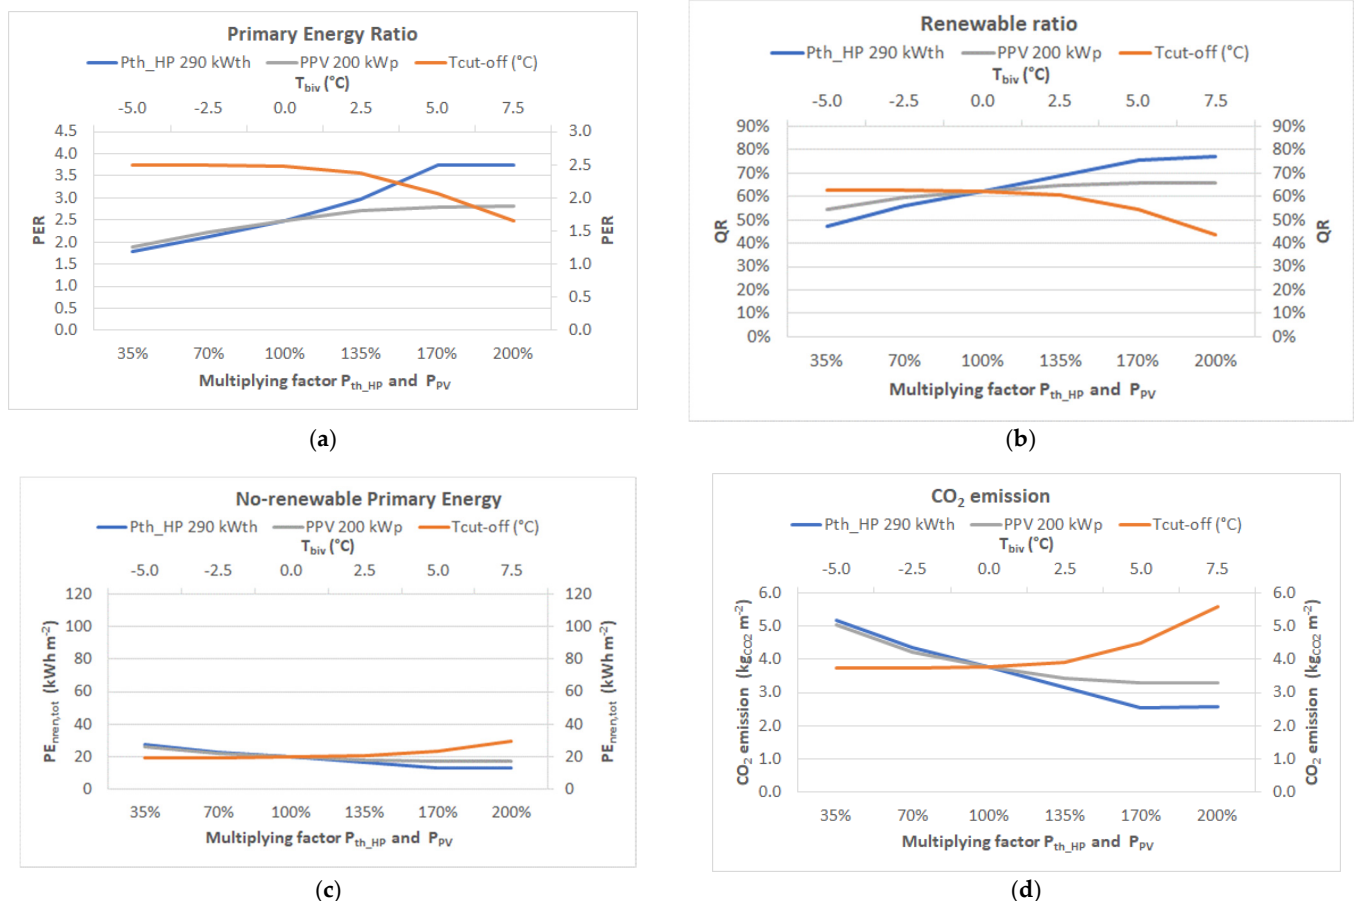 Primary Energy Ratio
Pth_HP 290 kWth PPV 200 kWp Tcut-off (°C)
Tbiv (°C)
-5.0 -2.5 0.0 2.5 5.0 7.5
4.5 3.0
4.0 2.5
3.5 2.0
3.0 1.5
2.5 1.0
2.0 0.5
1.5 0.0
1.0
0.5
0.0
PER
PER
35% 70% 100% 135% 170% 200%
Multiplying factor Pth_HP and PPV
(a)
Renewable ratio
Pth_HP 290 kWth PPV 200 kWp Tcut-off (°C)
Tbiv (°C)
-5.0 -2.5 0.0 2.5 5.0 7.5
90% 90%
80% 80%
70% 70%
60% 60%
50% 50%
40% 40%
30% 30%
20% 20%
10% 10%
0% 0%
QR
QR
35% 70% 100% 135% 170% 200%
Multiplying factor Pth_HP and PPV
(b)
No-renewable Primary Energy
Pth_HP 290 kWth PPV 200 kWp Tcut-off (°C)
Tbiv (°C)
-5.0 -2.5 0.0 2.5 5.0 7.5
120 120
100 100
80 80
60 60
40 40
20 20
0 0
PEnren,tot (kWh m-2)
PEnren,tot (kWh m-2)
35% 70% 100% 135% 170% 200%
Multiplying factor Pth_HP and PPV
(c)
CO2 emission
Pth_HP 290 kWth PPV 200 kWp Tcut-off (°C)
Tbiv (°C)
-5.0 -2.5 0.0 2.5 5.0 7.5
6.0 6.0
5.0 5.0
4.0 4.0
3.0 3.0
2.0 2.0
1.0 1.0
0.0 0.0
CO2 emission (kgCO2 m-2)
CO2 emission (kgCO2 m-2)
35% 70% 100% 135% 170% 200%
Multiplying factor Pth_HP and PPV
(d)